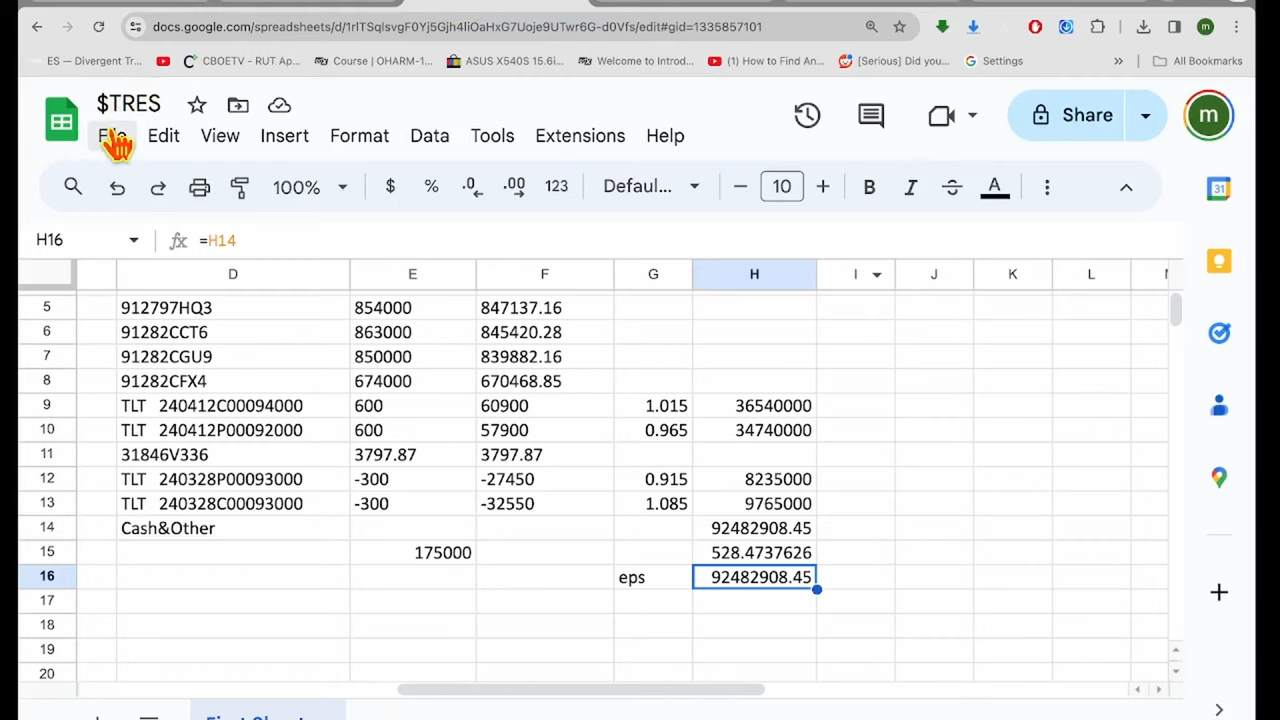 docs.google.com/spreadsheets/d/1rITSqlsvgF0Yj5Gjh4liOaHxG7Uoje9UTwr6G-d0Vfs/edit#gid=1335857101
m
ES — Divergent Tr... CBOETV - RUT Ap... Course | OHARM-1... ASUX X540S 15.6i... Welcome to Introd... (1) How to Find An... [Serious] Did you... Settings » All Bookmarks
$TRES
Edit View Insert Format Data Tools Extensions Help
Share
m
100% $ % .0 .00 123 Defaul... 10 B I S A
31
H16 fx =H14
D E F G H I J K L
5 912797HQ3 854000 847137.16
6 91282CCT6 863000 845420.28
7 91282CGU9 850000 839882.16
8 91282CFX4 674000 670468.85
9 TLT 240412C00094000 600 60900 1.015 36540000
10 TLT 240412P00092000 600 57900 0.965 34740000
11 31846V336 3797.87 3797.87
12 TLT 240328P00093000 -300 -27450 0.915 8235000
13 TLT 240328C00093000 -300 -32550 1.085 9765000
14 Cash&Other 92482908.45
15 175000 528.4737626
16 eps 92482908.45
17
18
19
20